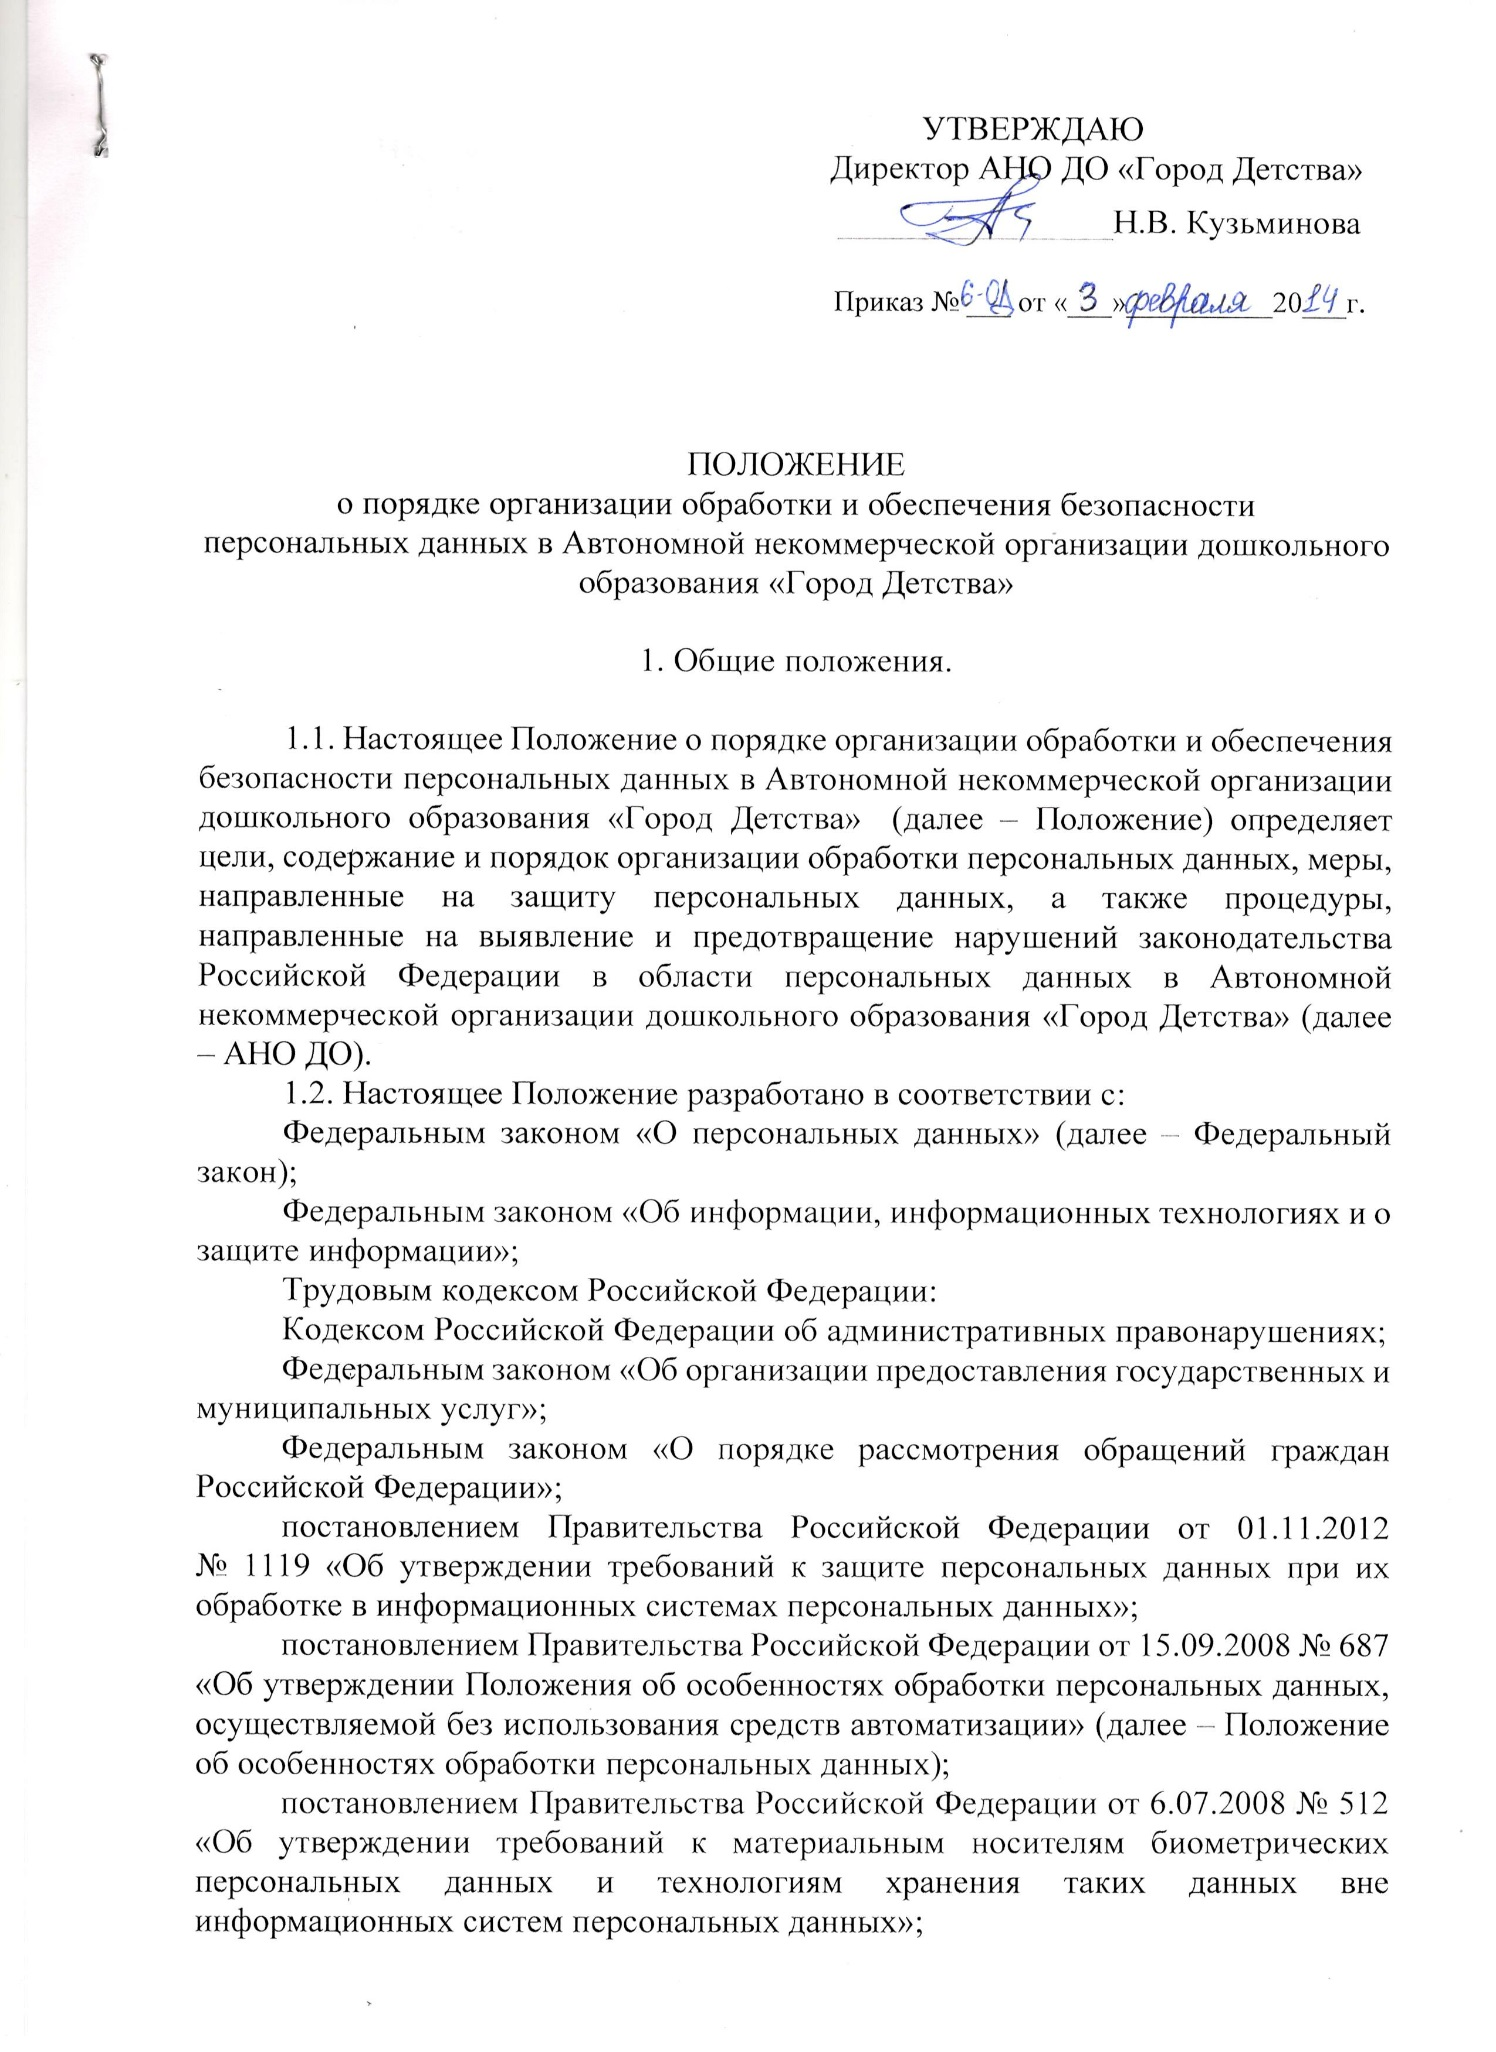 УТВЕРЖДАЮ
Директор АНО ДО «Город Детства»
Н.В. Кузьминова
Приказ № 6-ОД от « 3 » февраля 2014 г.
ПОЛОЖЕНИЕ
о порядке организации обработки и обеспечения безопасности
персональных данных в Автономной некоммерческой организации дошкольного
образования «Город Детства»
1. Общие положения.
1.1. Настоящее Положение о порядке организации обработки и обеспечения
безопасности персональных данных в Автономной некоммерческой организации
дошкольного образования «Город Детства» (далее – Положение) определяет
цели, содержание и порядок организации обработки персональных данных, меры,
направленные на защиту персональных данных, а также процедуры,
направленные на выявление и предотвращение нарушений законодательства
Российской Федерации в области персональных данных в Автономной
некоммерческой организации дошкольного образования «Город Детства» (далее
– АНО ДО).
1.2. Настоящее Положение разработано в соответствии с:
Федеральным законом «О персональных данных» (далее – Федеральный
закон);
Федеральным законом «Об информации, информационных технологиях и о
защите информации»;
Трудовым кодексом Российской Федерации:
Кодексом Российской Федерации об административных правонарушениях;
Федеральным законом «Об организации предоставления государственных и
муниципальных услуг»;
Федеральным законом «О порядке рассмотрения обращений граждан
Российской Федерации»;
постановлением Правительства Российской Федерации от 01.11.2012
№ 1119 «Об утверждении требований к защите персональных данных при их
обработке в информационных системах персональных данных»;
постановлением Правительства Российской Федерации от 15.09.2008 № 687
«Об утверждении Положения об особенностях обработки персональных данных,
осуществляемой без использования средств автоматизации» (далее – Положение
об особенностях обработки персональных данных);
постановлением Правительства Российской Федерации от 6.07.2008 № 512
«Об утверждении требований к материальным носителям биометрических
персональных данных и технологиям хранения таких данных вне
информационных систем персональных данных»;